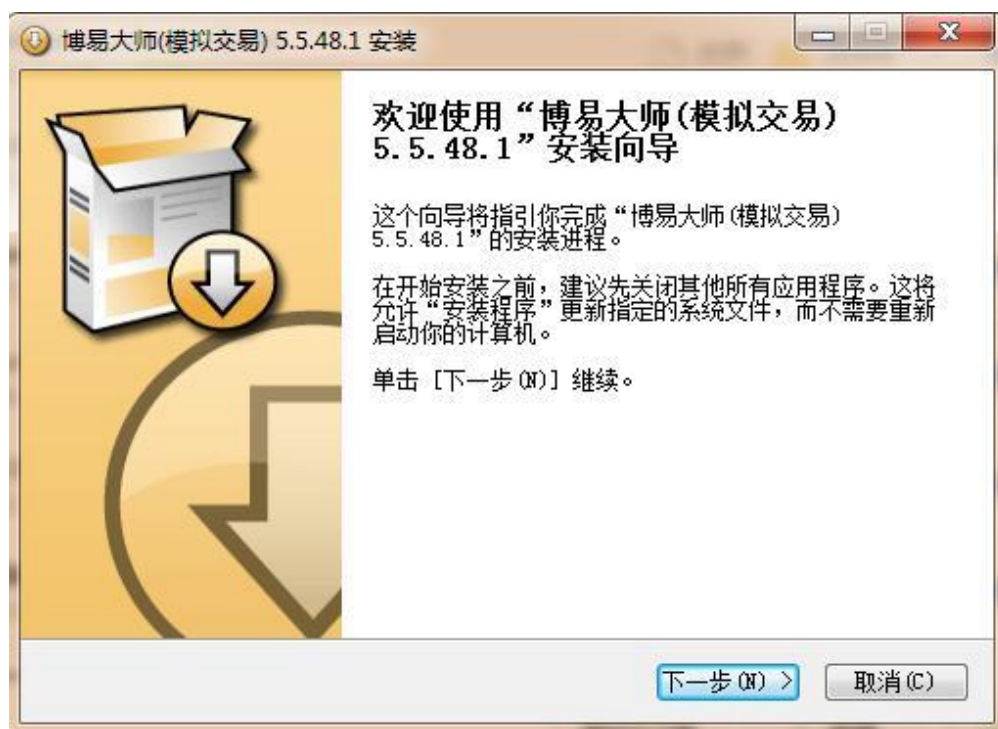 博易大师(模拟交易) 5.5.48.1 安装
欢迎使用“博易大师(模拟交易)
5.5.48.1”安装向导
这个向导将指引你完成“博易大师(模拟交易)
5.5.48.1”的安装进程。
在开始安装之前，建议先关闭其他所有应用程序。这将
允许“安装程序”更新指定的系统文件，而不需要重新
启动你的计算机。
单击 [下一步(N)] 继续。
下一步(N) >
取消(C)